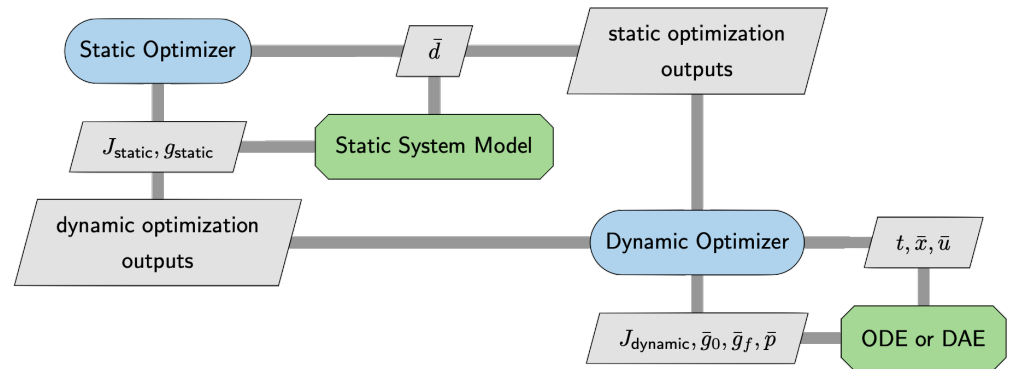 static optimization
Static Optimizer
d̄
outputs
J_static, g_static
Static System Model
dynamic optimization
outputs
Dynamic Optimizer
t, x̄, ū
J_dynamic, ḡ_0, ḡ_f, p̄
ODE or DAE